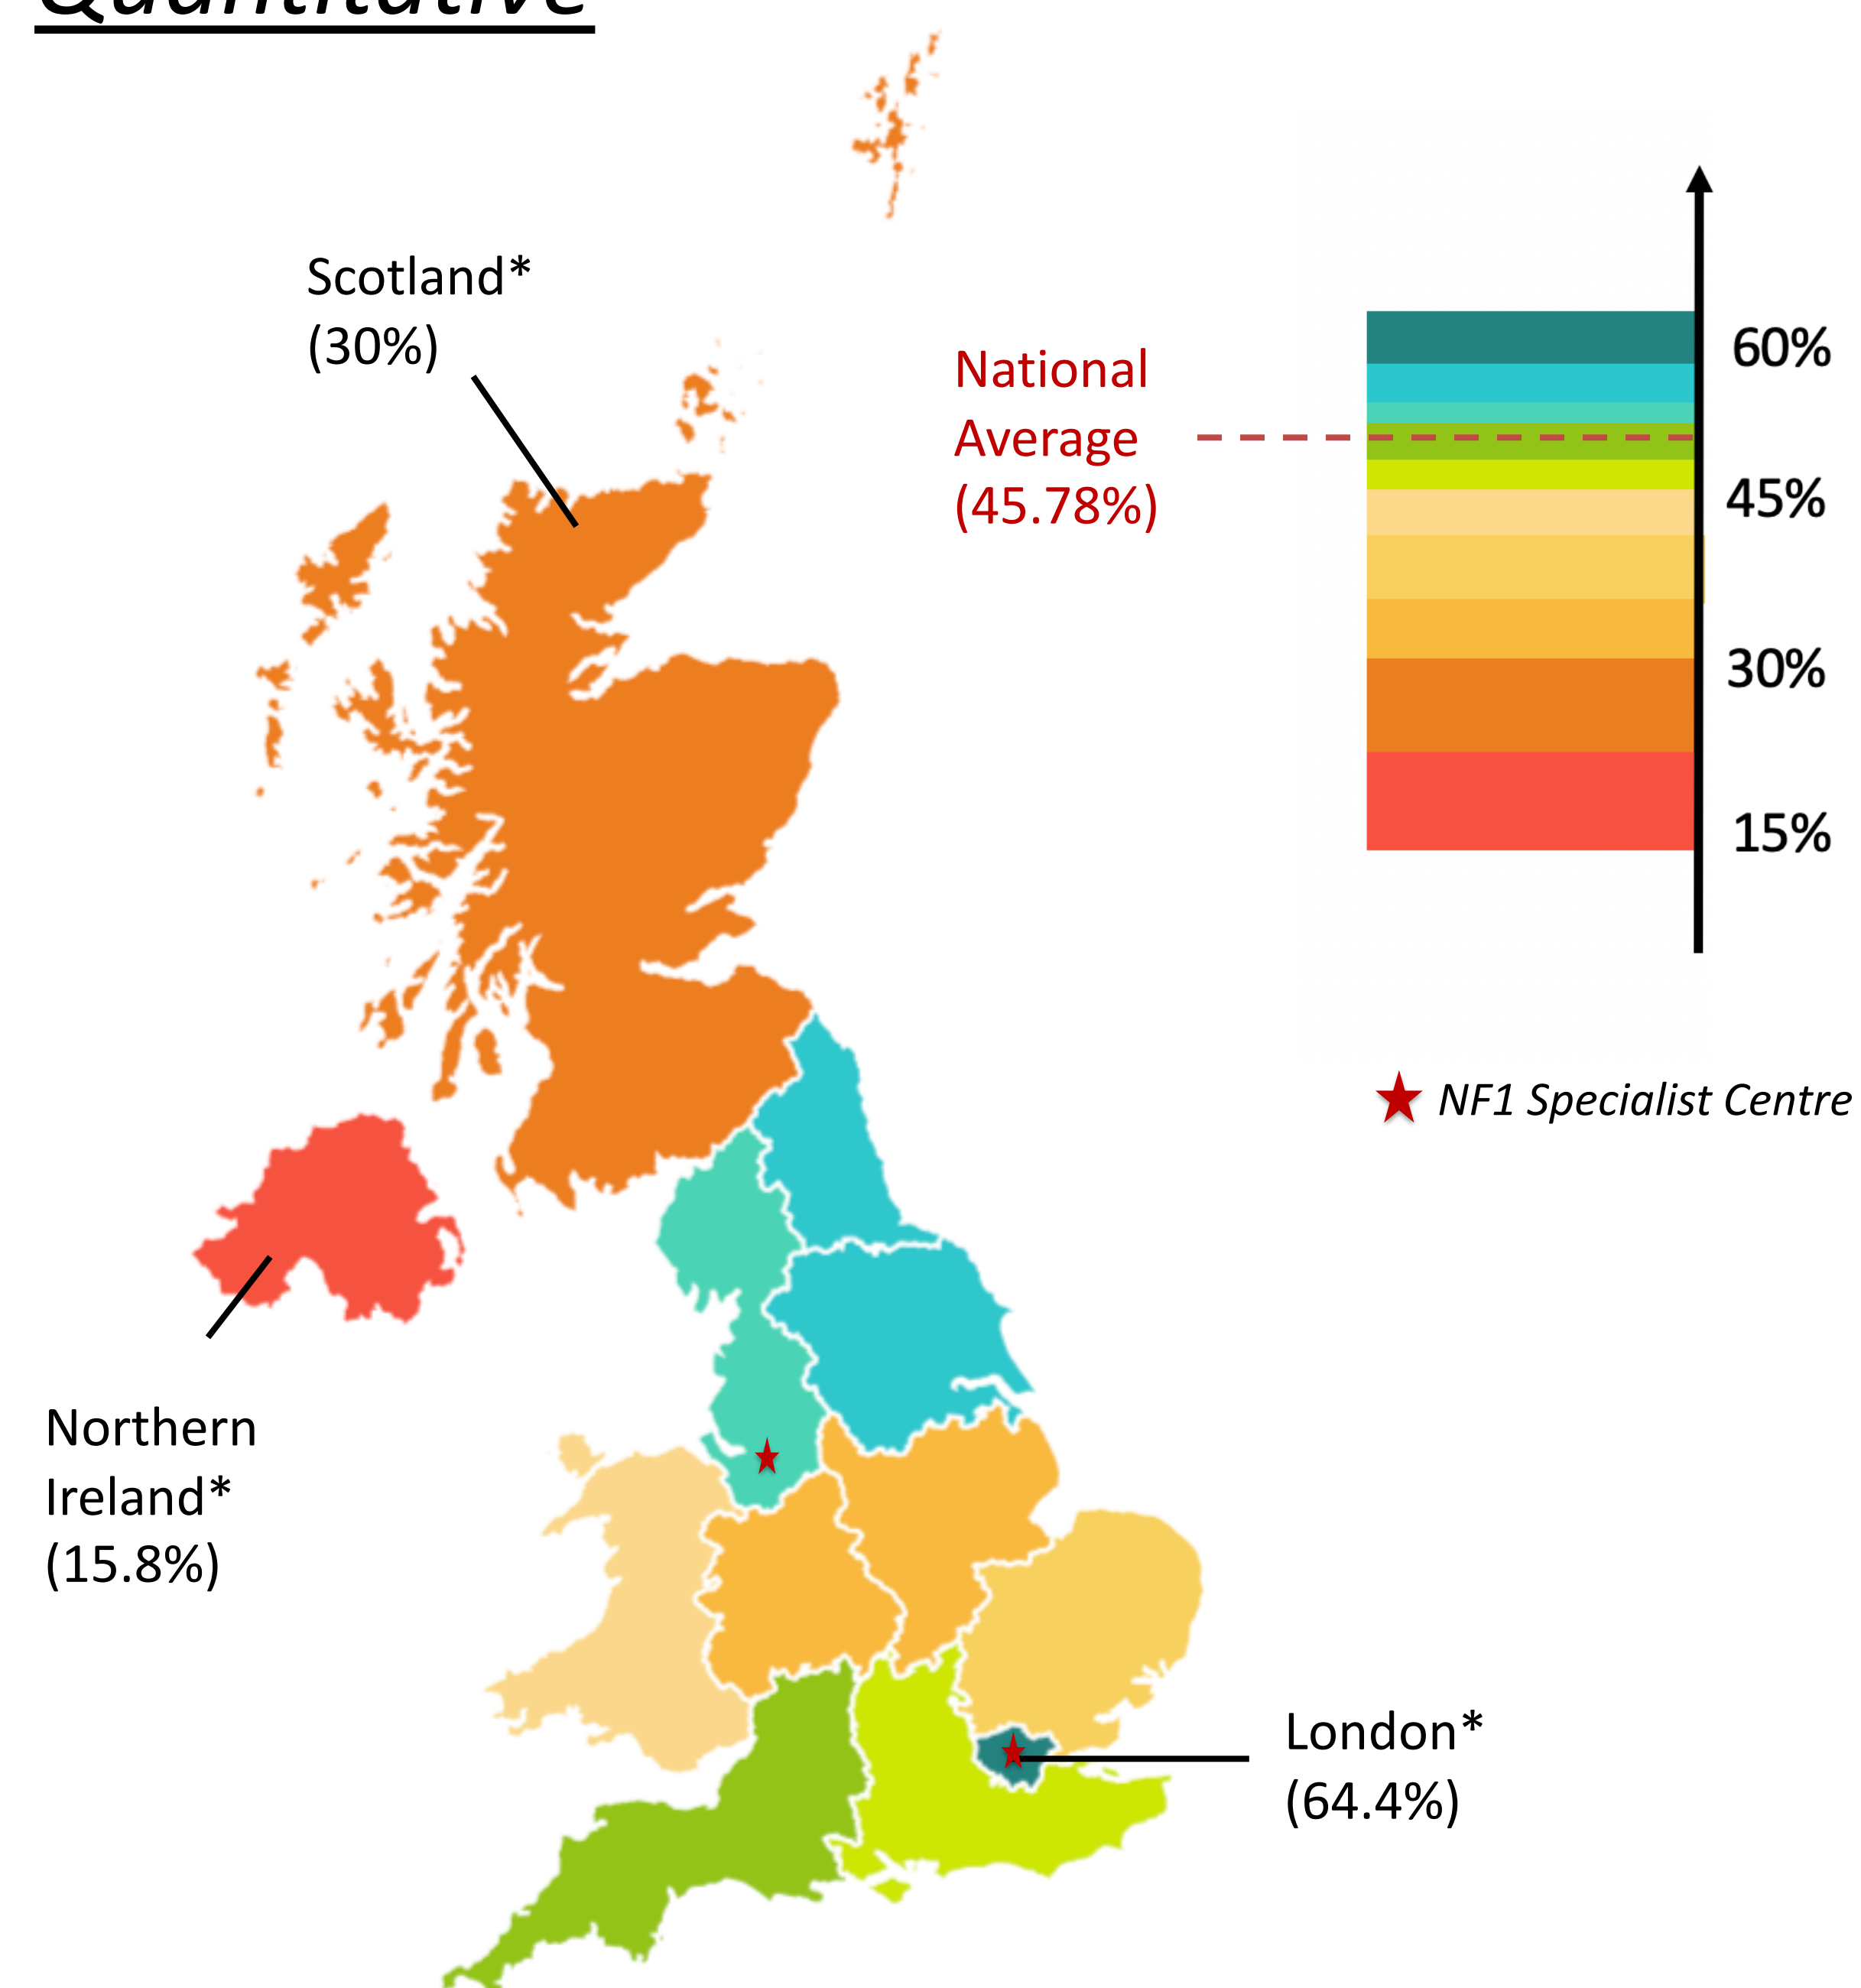 Quantitative
Scotland*
(30%)
National
Average
(45.78%)
60%
45%
30%
15%
NF1 Specialist Centre
Northern
Ireland*
(15.8%)
London*
(64.4%)